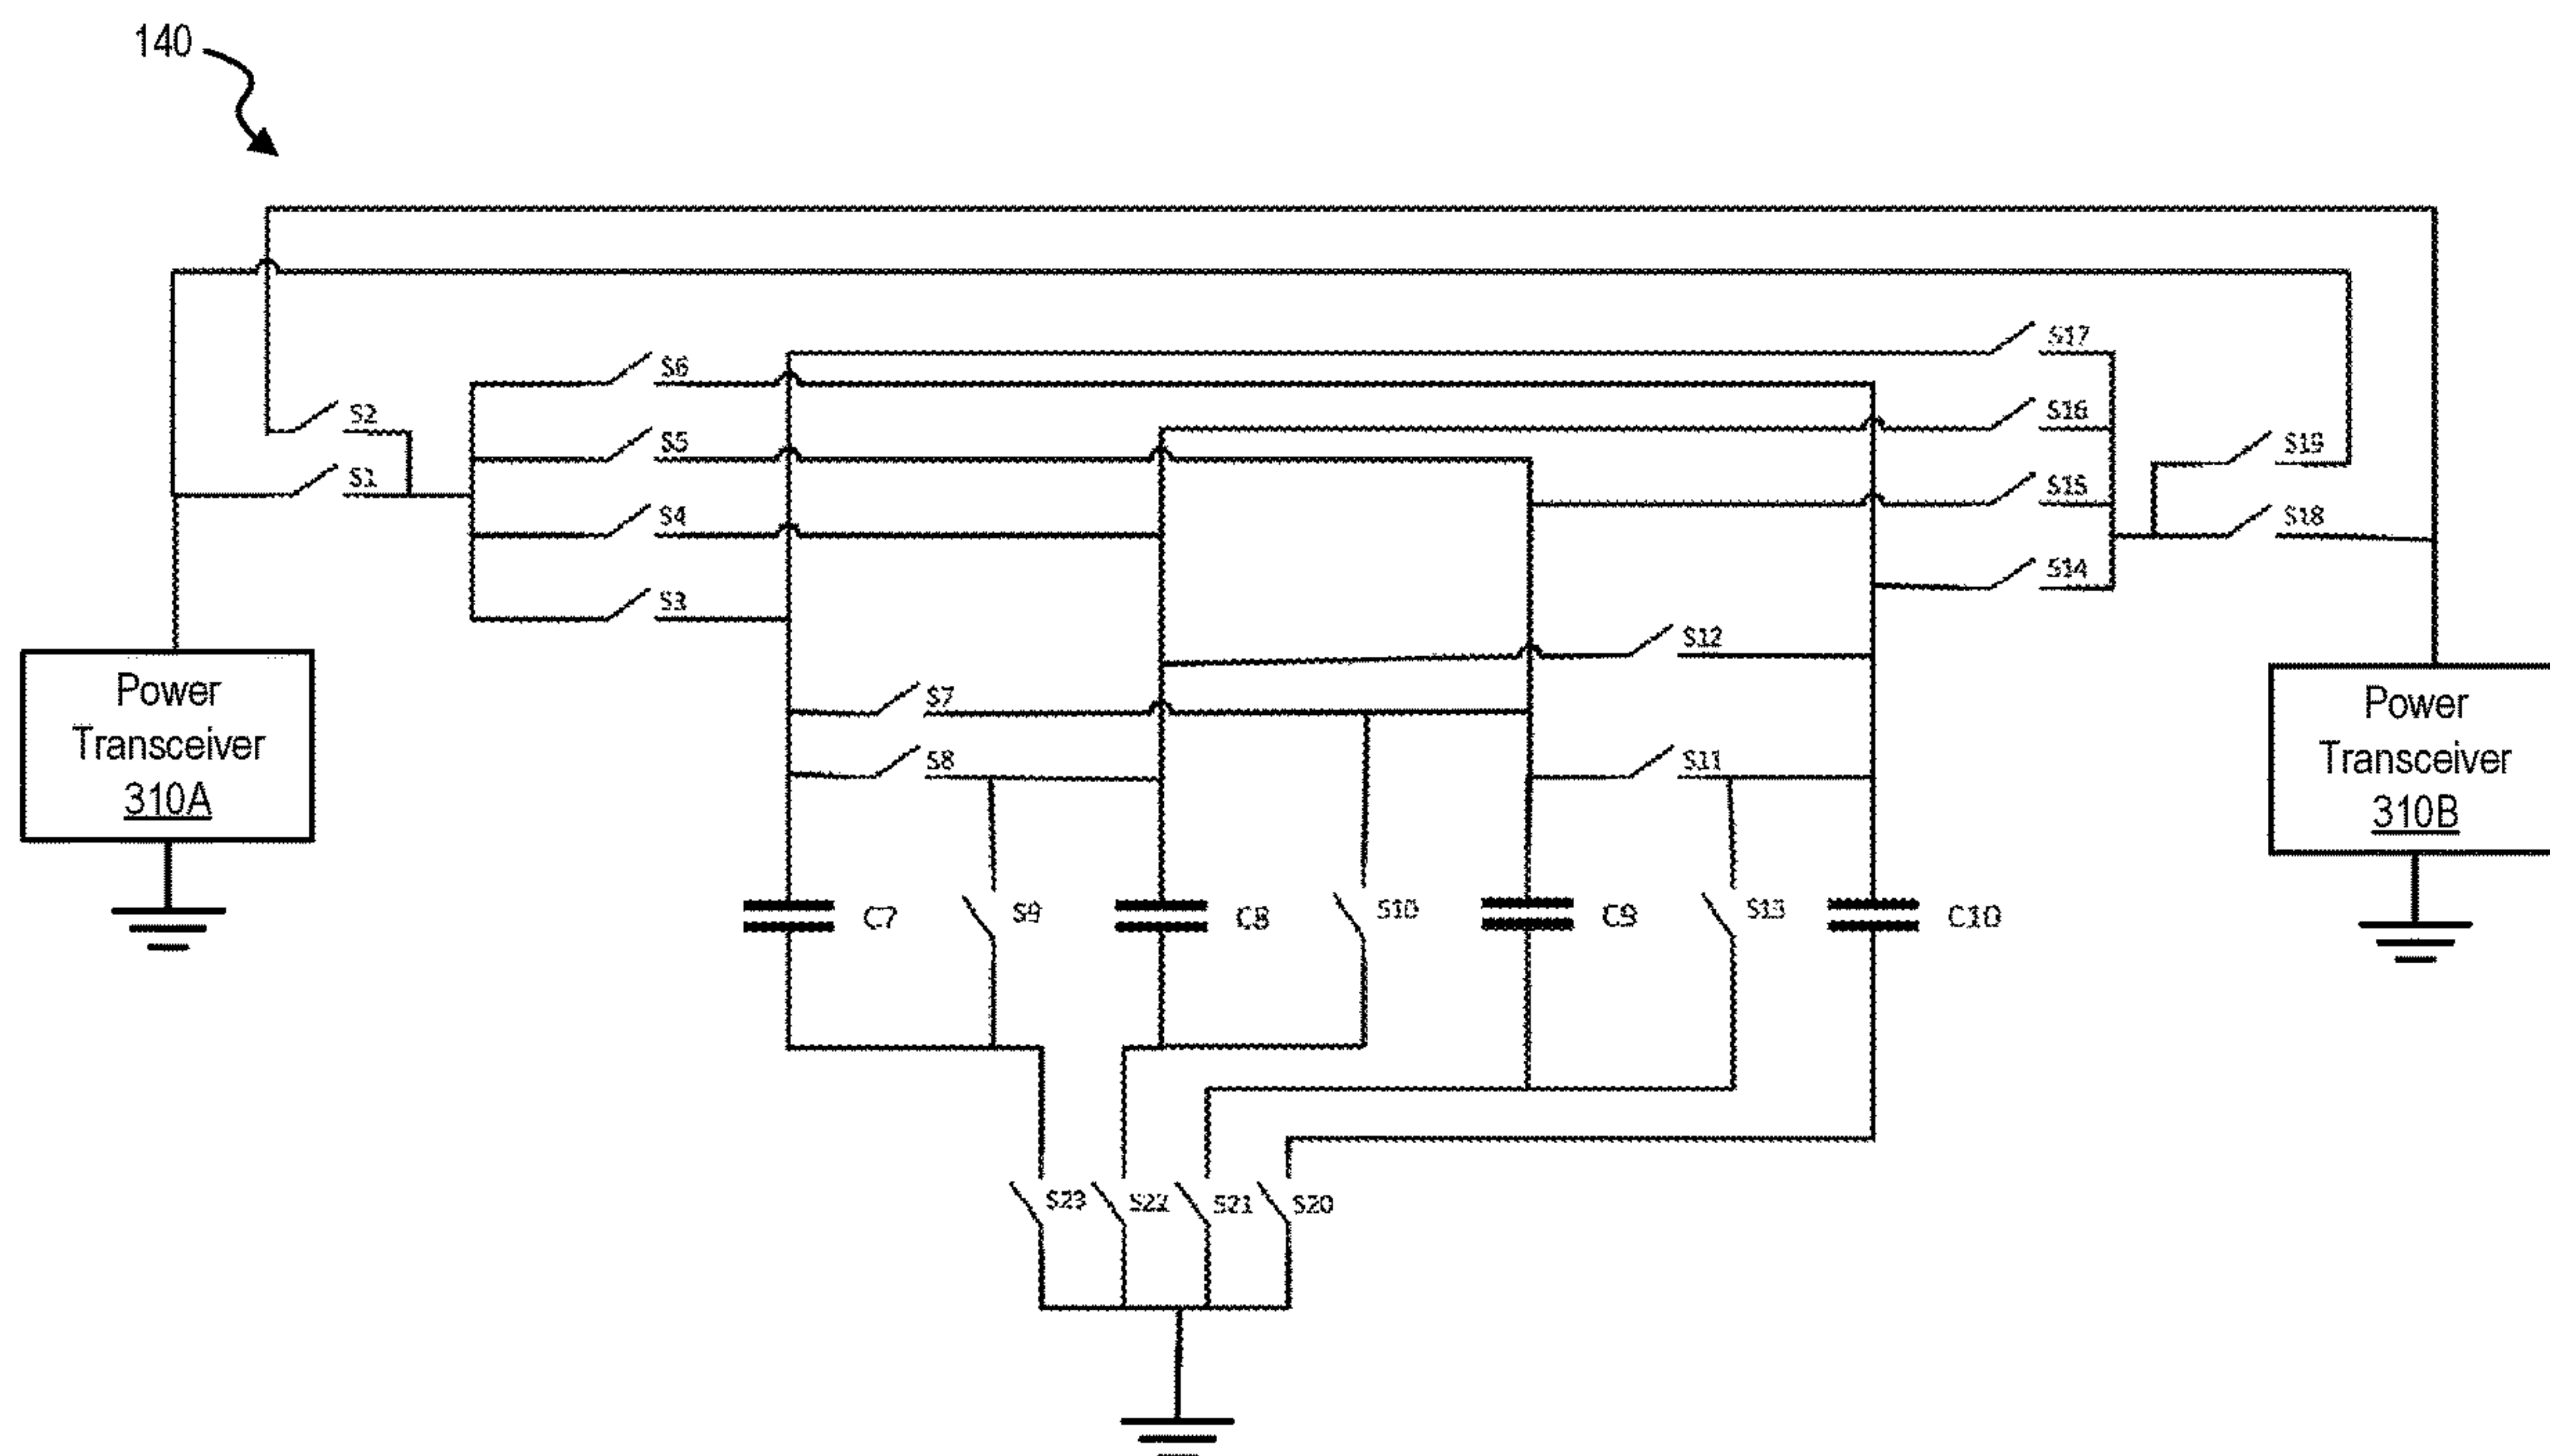 140
S17
S6
S16
S2
S5
S19
S1
S15
S4
S18
S14
S3
S12
Power
Transceiver
310A
S7
Power
Transceiver
310B
S8
S11
C7
S9
C8
S10
C9
S13
C10
S23
S22
S21
S20